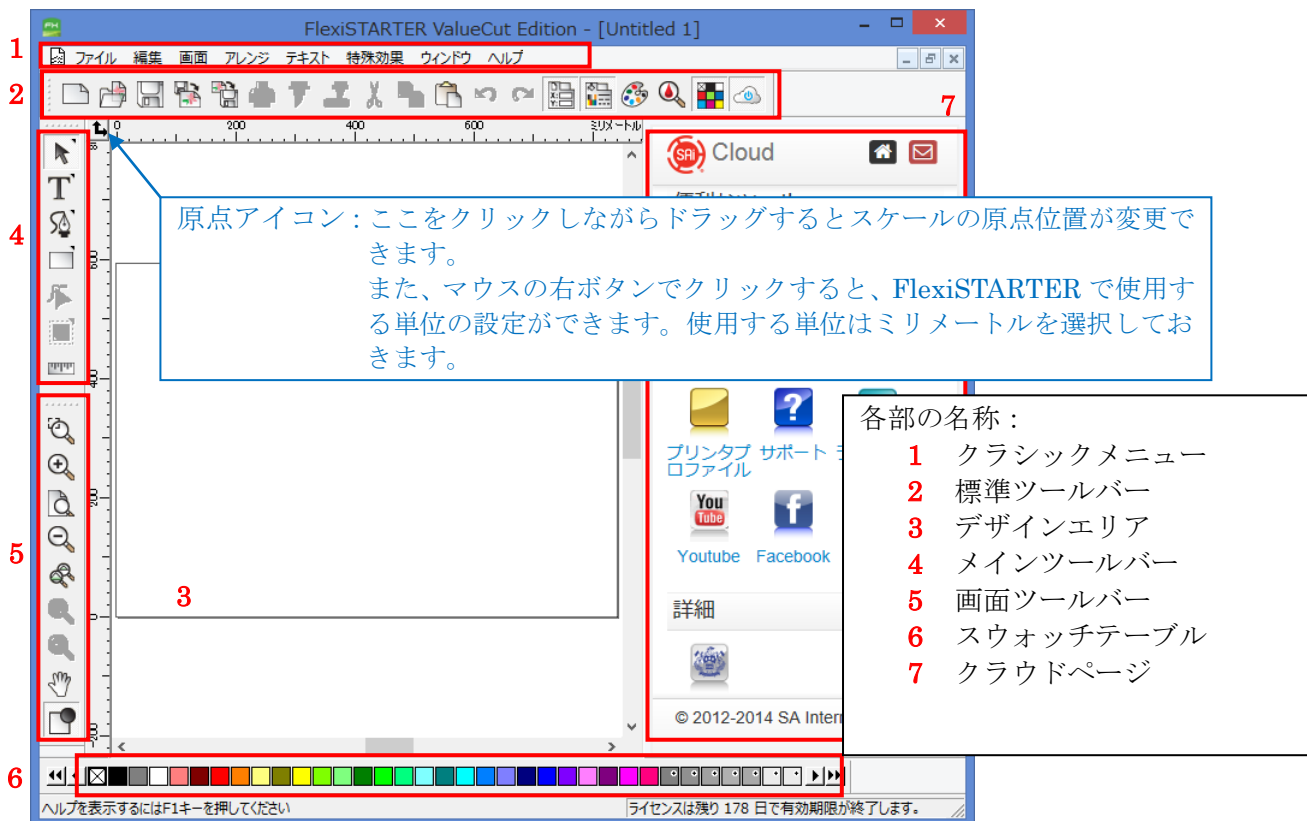 FlexiSTARTER ValueCut Edition - [Untitled 1]
1
ファイル 編集 画面 アレンジ テキスト 特殊効果 ウィンドウ ヘルプ
2
7
0 200 400 600 ミリメートル
SAi Cloud
原点アイコン：ここをクリックしながらドラッグするとスケールの原点位置が変更で
きます。
また、マウスの右ボタンでクリックすると、FlexiSTARTER で使用す
る単位の設定ができます。使用する単位はミリメートルを選択してお
きます。
4
600
400
200
0
-200
プリンタプ
ロファイル
サポート
You
Tube
Youtube Facebook
詳細
© 2012-2014 SA Inter
各部の名称：
1 クラシックメニュー
2 標準ツールバー
3 デザインエリア
4 メインツールバー
5 画面ツールバー
6 スウォッチテーブル
7 クラウドページ
5
3
6
ヘルプを表示するにはF1キーを押してください
ライセンスは残り 178 日で有効期限が終了します。